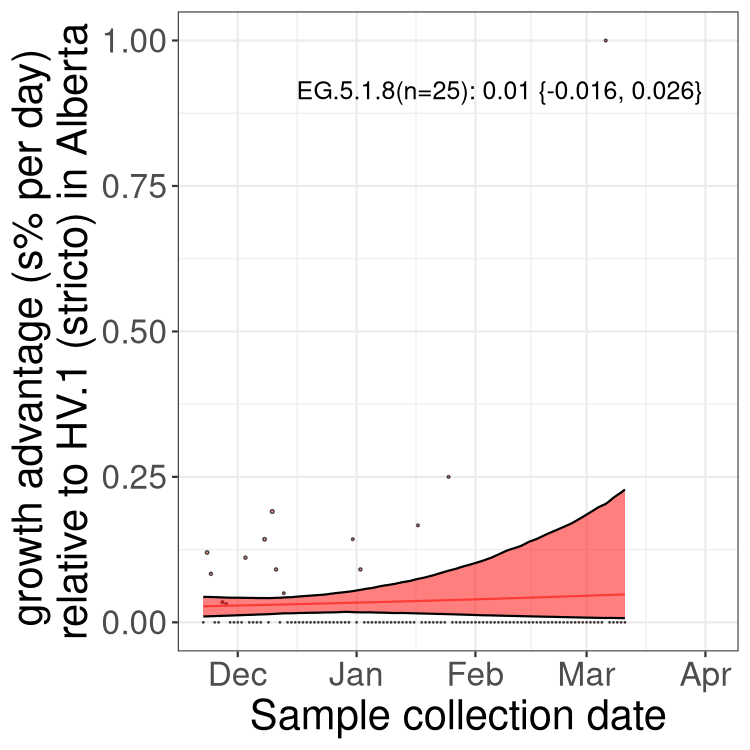 growth advantage (s% per day)
relative to HV.1 (stricto) in Alberta
1.00
EG.5.1.8(n=25): 0.01 {-0.016, 0.026}
0.75
0.50
0.25
0.00
Dec Jan Feb Mar Apr
Sample collection date